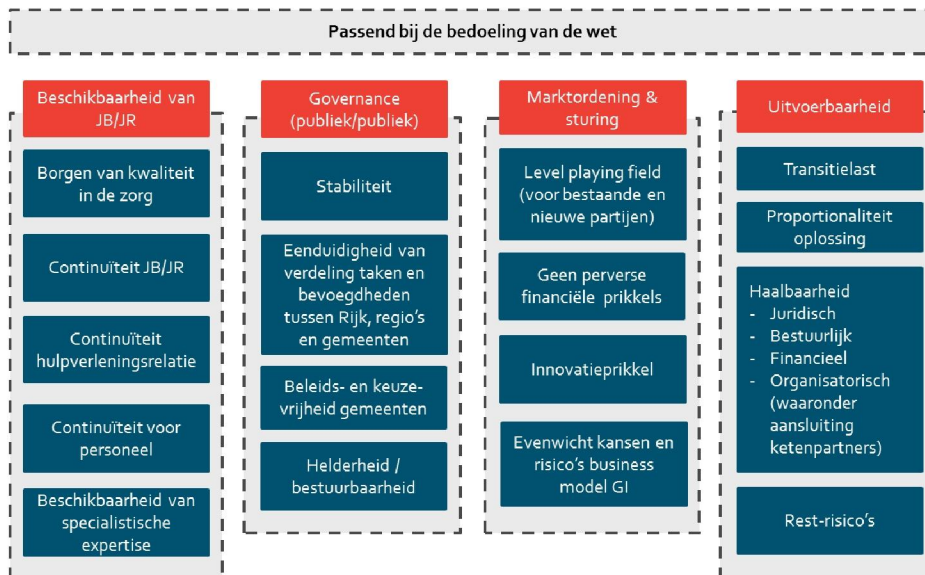 Passend bij de bedoeling van de wet
Beschikbaarheid van
JB/JR
Borgen van kwaliteit
in de zorg
Continuïteit JB/JR
Continuïteit
hulpverleningsrelatie
Continuïteit voor
personeel
Beschikbaarheid van
specialistische
expertise
Governance
(publiek/publiek)
Stabiliteit
Eenduidigheid van
verdeling taken en
bevoegdheden
tussen Rijk, regio's
en gemeenten
Beleids- en keuze-
vrijheid gemeenten
Helderheid /
bestuurbaarheid
Marktordening &
sturing
Level playing field
(voor bestaande en
nieuwe partijen)
Geen perverse
financiële prikkels
Innovatieprikkel
Evenwicht kansen en
risico's business
model GI
Uitvoerbaarheid
Transitielast
Proportionaliteit
oplossing
Haalbaarheid
- Juridisch
- Bestuurlijk
- Financieel
- Organisatorisch
(waaronder
aansluiting
ketenpartners)
Rest-risico's